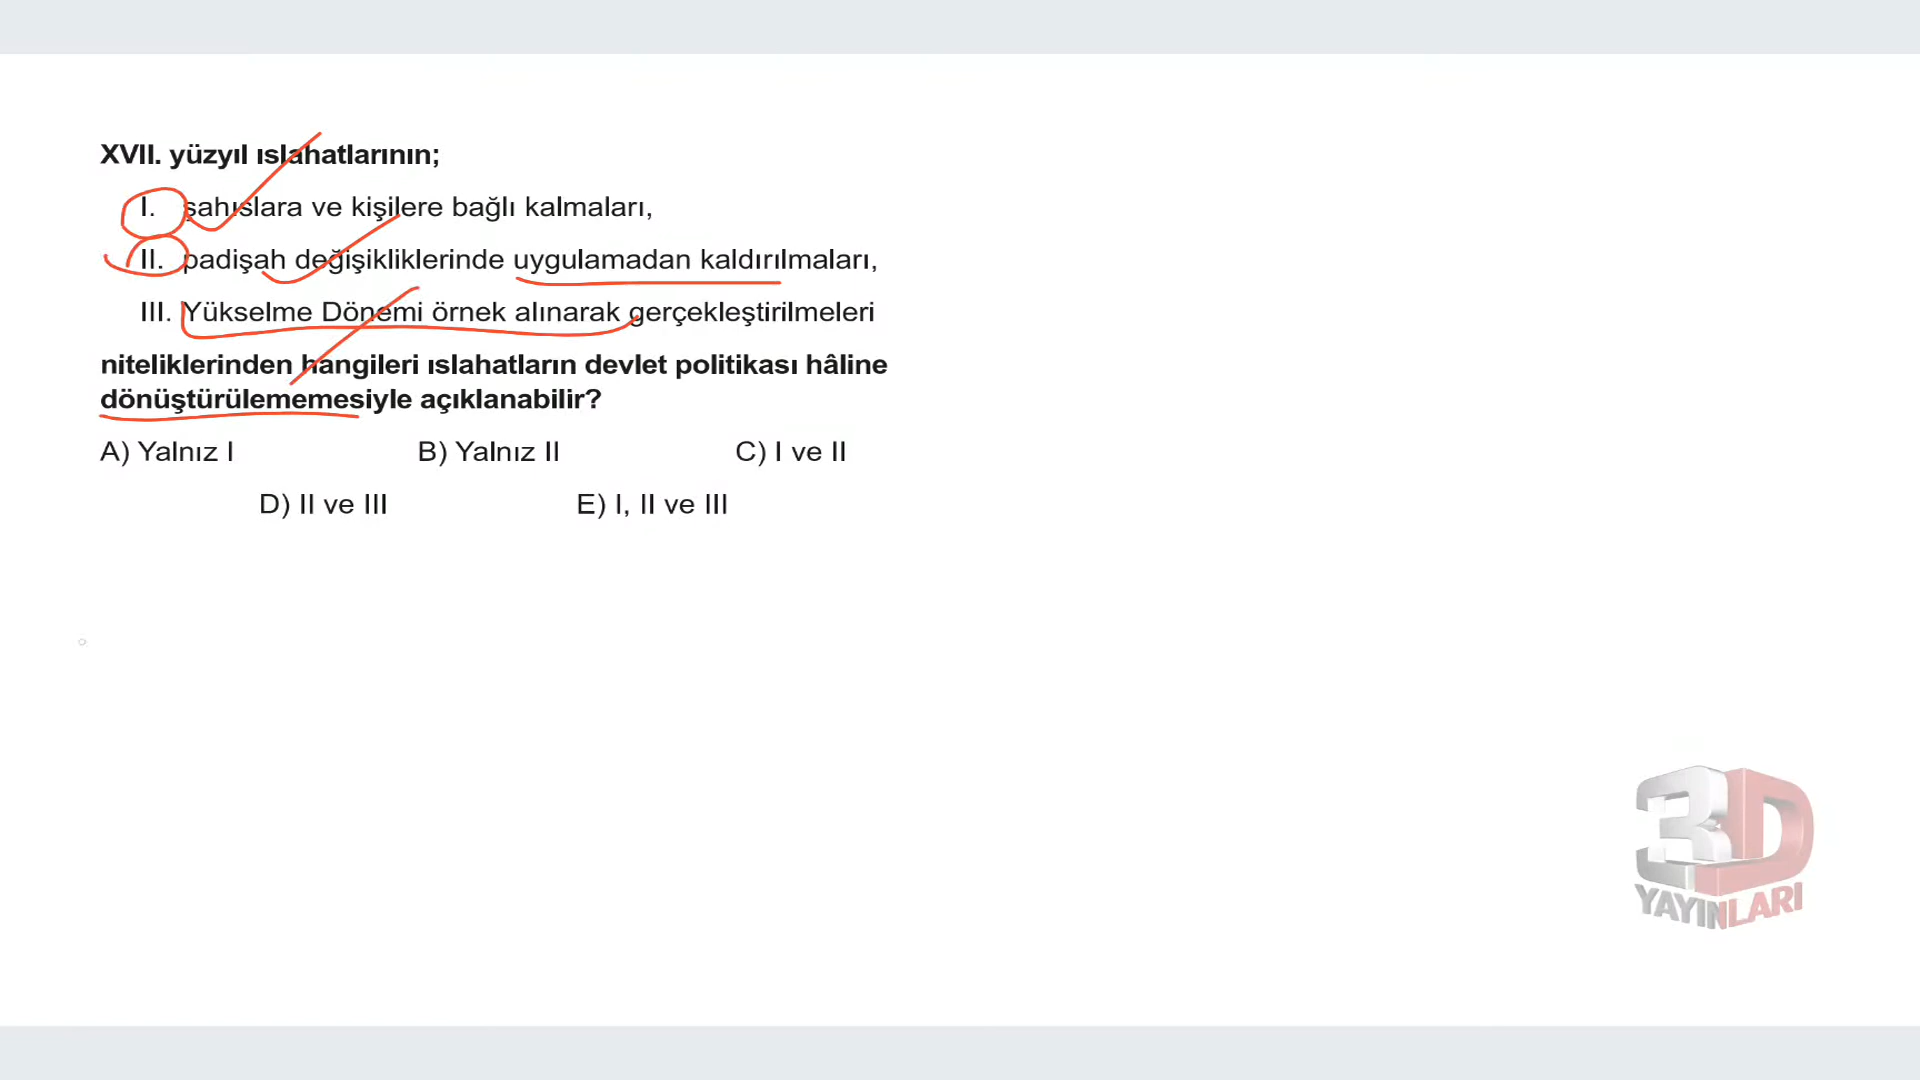 XVII. yüzyıl ıslahatlarının;
I. şahıslara ve kişilere bağlı kalmaları,
II. padişah değişikliklerinde uygulamadan kaldırılmaları,
III. Yükselme Dönemi örnek alınarak gerçekleştirilmeleri
niteliklerinden hangileri ıslahatların devlet politikası hâline
dönüştürülememesiyle açıklanabilir?
A) Yalnız I B) Yalnız II C) I ve II
D) II ve III E) I, II ve III
3D
YAYINLARI